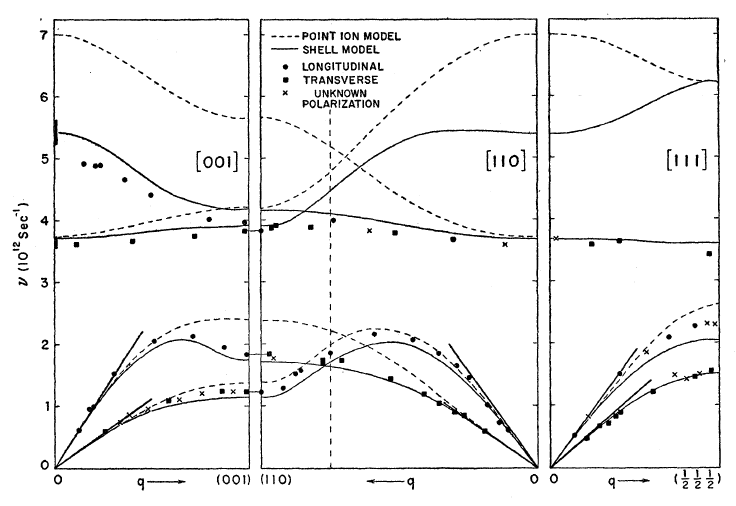 7
6
5
4
3
2
1
0
ν (10¹² Sec⁻¹)
POINT ION MODEL
SHELL MODEL
LONGITUDINAL
TRANSVERSE
UNKNOWN
POLARIZATION
[001]
[110]
[111]
0 q (001) (110) q 0 0 q (½ ½ ½)